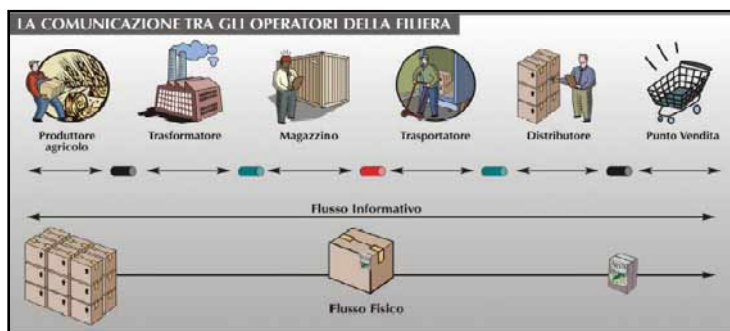 LA COMUNICAZIONE TRA GLI OPERATORI DELLA FILIERA
Produttore
agricolo
Trasformatore
Magazzino
Trasportatore
Distributore
Punto Vendita
Flusso Informativo
Flusso Fisico